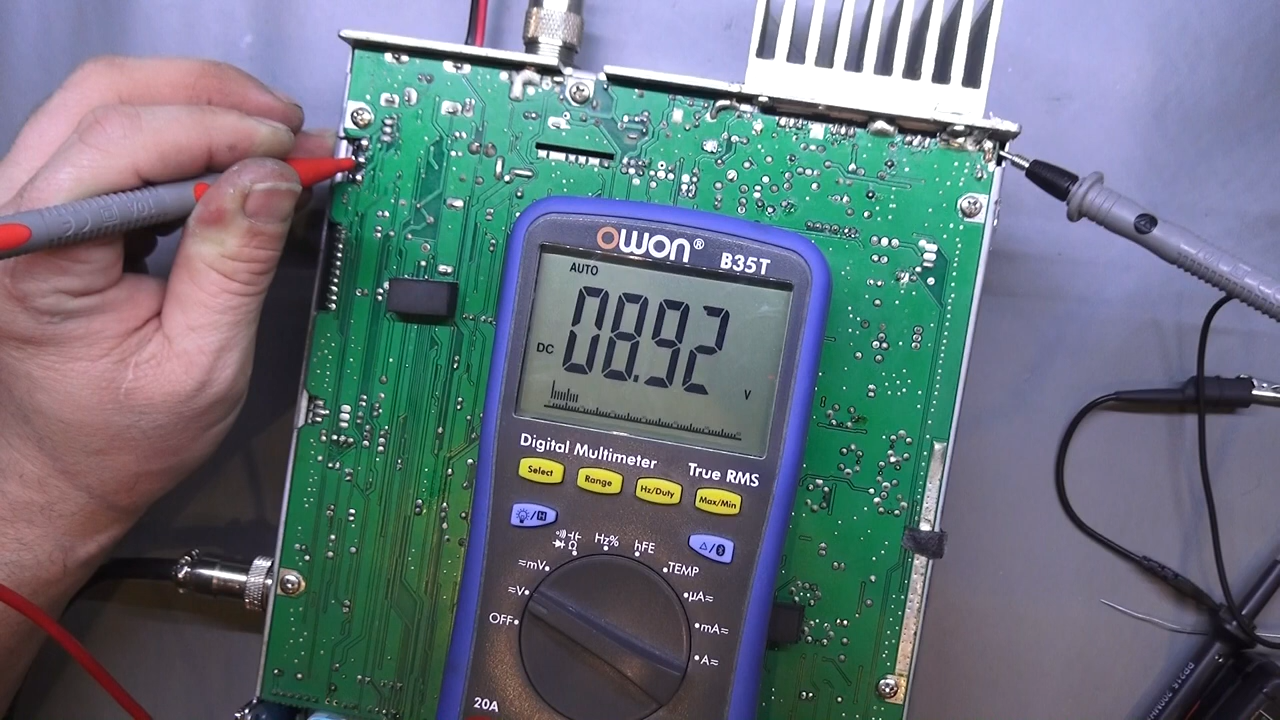 OWON®
B35T
AUTO
DC
08.92
V
Digital Multimeter
True RMS
Select
Range
Hz/Duty
Max/Min
/H
△/
Hz%
hFE
≂mV
TEMP
≂V
μA≂
OFF
mA≂
A≂
20A